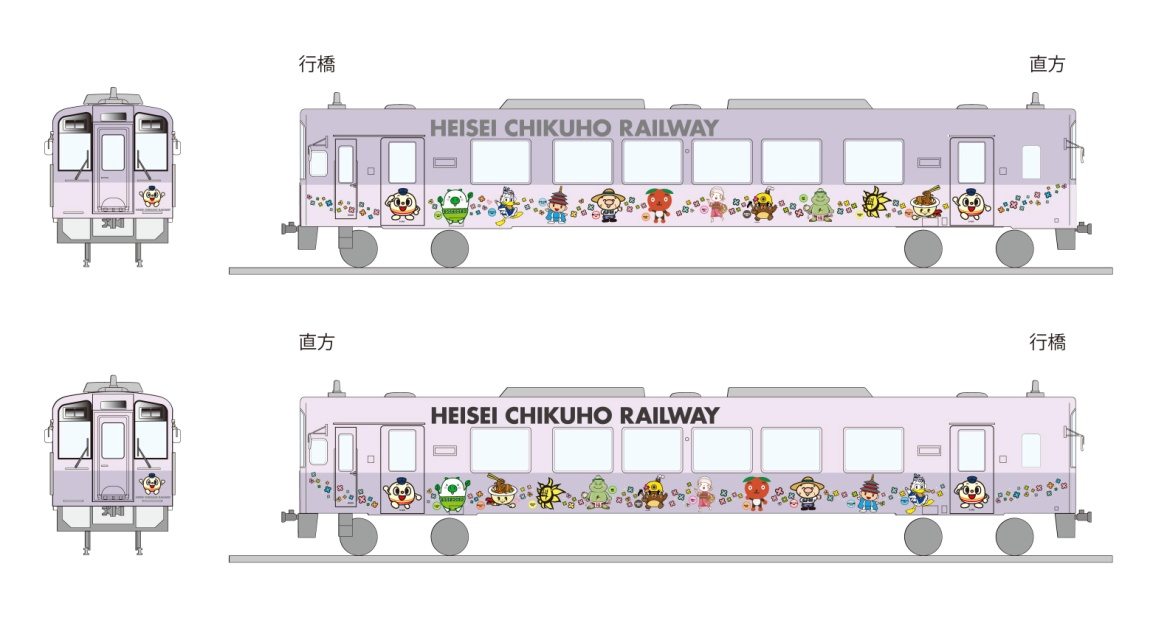 行橋
直方
HEISEI CHIKUHO RAILWAY
直方
行橋
HEISEI CHIKUHO RAILWAY